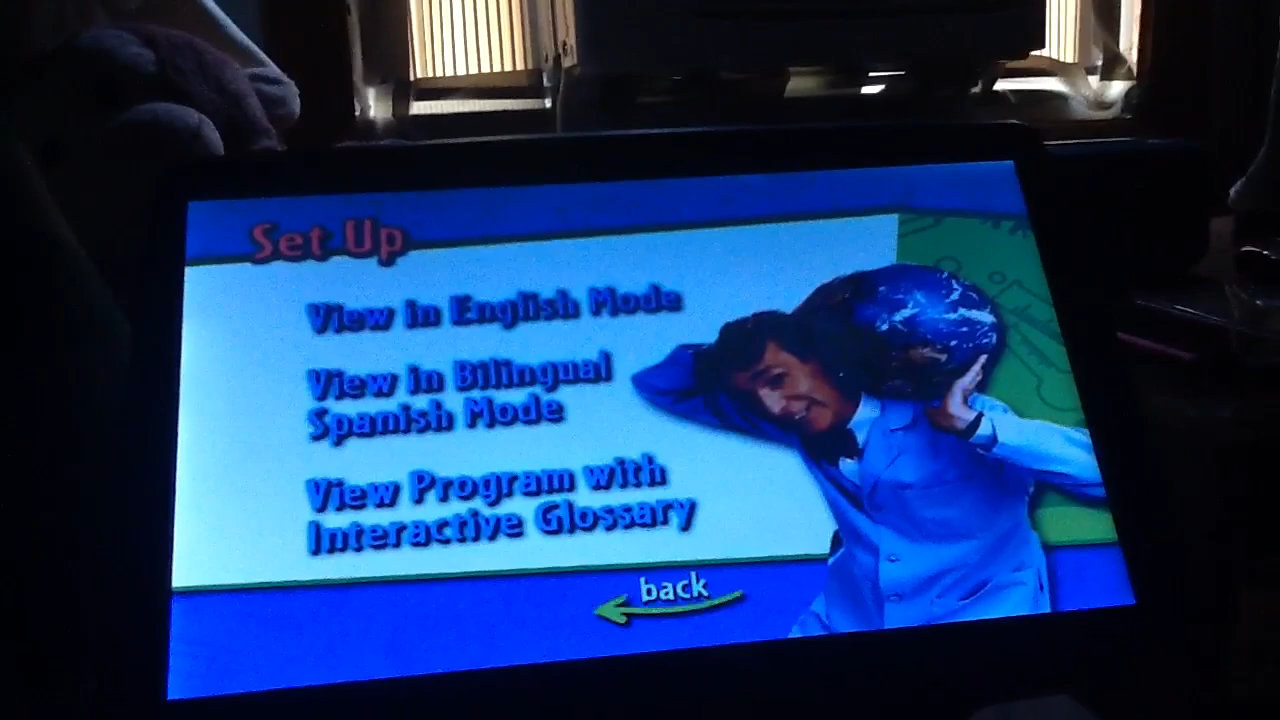 Set Up
View in English Mode
View in Bilingual
Spanish Mode
View Program with
Interactive Glossary
back